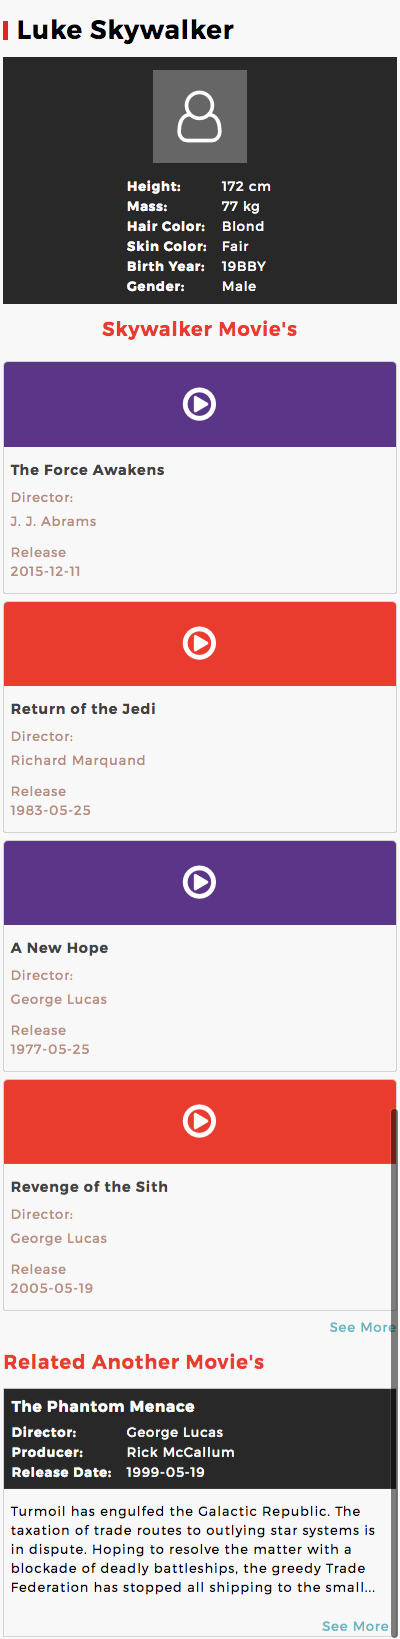 Luke Skywalker
Height: 172 cm
Mass: 77 kg
Hair Color: Blond
Skin Color: Fair
Birth Year: 19BBY
Gender: Male
Skywalker Movie's
The Force Awakens
Director:
J. J. Abrams
Release
2015-12-11
Return of the Jedi
Director:
Richard Marquand
Release
1983-05-25
A New Hope
Director:
George Lucas
Release
1977-05-25
Revenge of the Sith
Director:
George Lucas
Release
2005-05-19
See More
Related Another Movie's
The Phantom Menace
Director: George Lucas
Producer: Rick McCallum
Release Date: 1999-05-19
Turmoil has engulfed the Galactic Republic. The
taxation of trade routes to outlying star systems is
in dispute. Hoping to resolve the matter with a
blockade of deadly battleships, the greedy Trade
Federation has stopped all shipping to the small...
See More